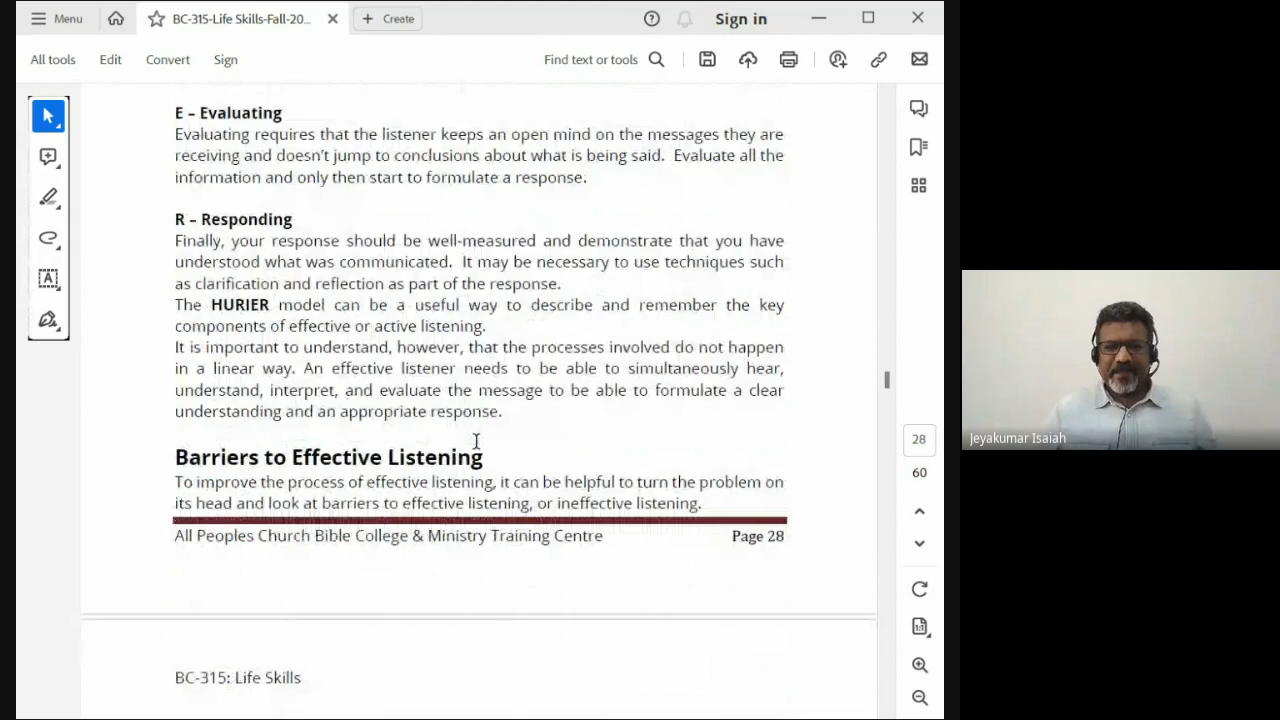 Menu
BC-315-Life Skills-Fall-20...
Create
Sign in
All tools
Edit
Convert
Sign
Find text or tools
E – Evaluating
Evaluating requires that the listener keeps an open mind on the messages they are
receiving and doesn't jump to conclusions about what is being said. Evaluate all the
information and only then start to formulate a response.
R – Responding
Finally, your response should be well-measured and demonstrate that you have
understood what was communicated. It may be necessary to use techniques such
as clarification and reflection as part of the response.
The HURIER model can be a useful way to describe and remember the key
components of effective or active listening.
It is important to understand, however, that the processes involved do not happen
in a linear way. An effective listener needs to be able to simultaneously hear,
understand, interpret, and evaluate the message to be able to formulate a clear
understanding and an appropriate response.
Barriers to Effective Listening
To improve the process of effective listening, it can be helpful to turn the problem on
its head and look at barriers to effective listening, or ineffective listening.
All Peoples Church Bible College & Ministry Training Centre
Page 28
BC-315: Life Skills
28
60
Jeyakumar Isaiah